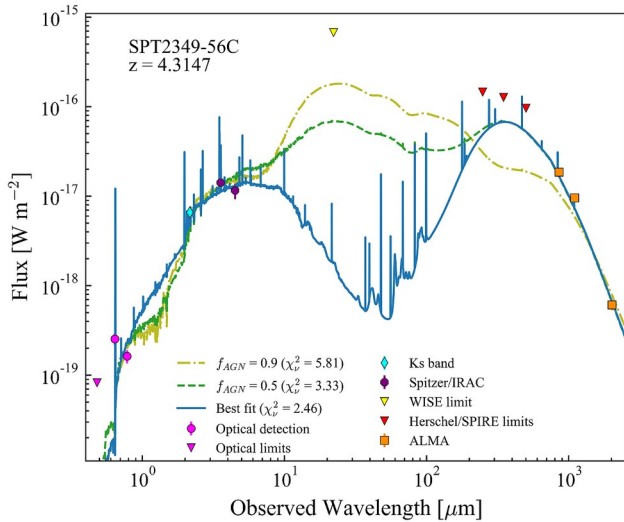 SPT2349-56C
z = 4.3147
Flux [W m⁻²]
10⁻¹⁵
10⁻¹⁶
10⁻¹⁷
10⁻¹⁸
10⁻¹⁹
f_AGN = 0.9 (χ²_ν = 5.81)
f_AGN = 0.5 (χ²_ν = 3.33)
Best fit (χ²_ν = 2.46)
Optical detection
Optical limits
Ks band
Spitzer/IRAC
WISE limit
Herschel/SPIRE limits
ALMA
10⁰ 10¹ 10² 10³
Observed Wavelength [μm]